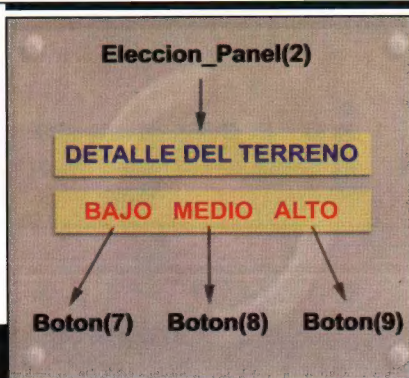 Eleccion_Panel(2)
DETALLE DEL TERRENO
BAJO MEDIO ALTO
Boton(7) Boton(8) Boton(9)